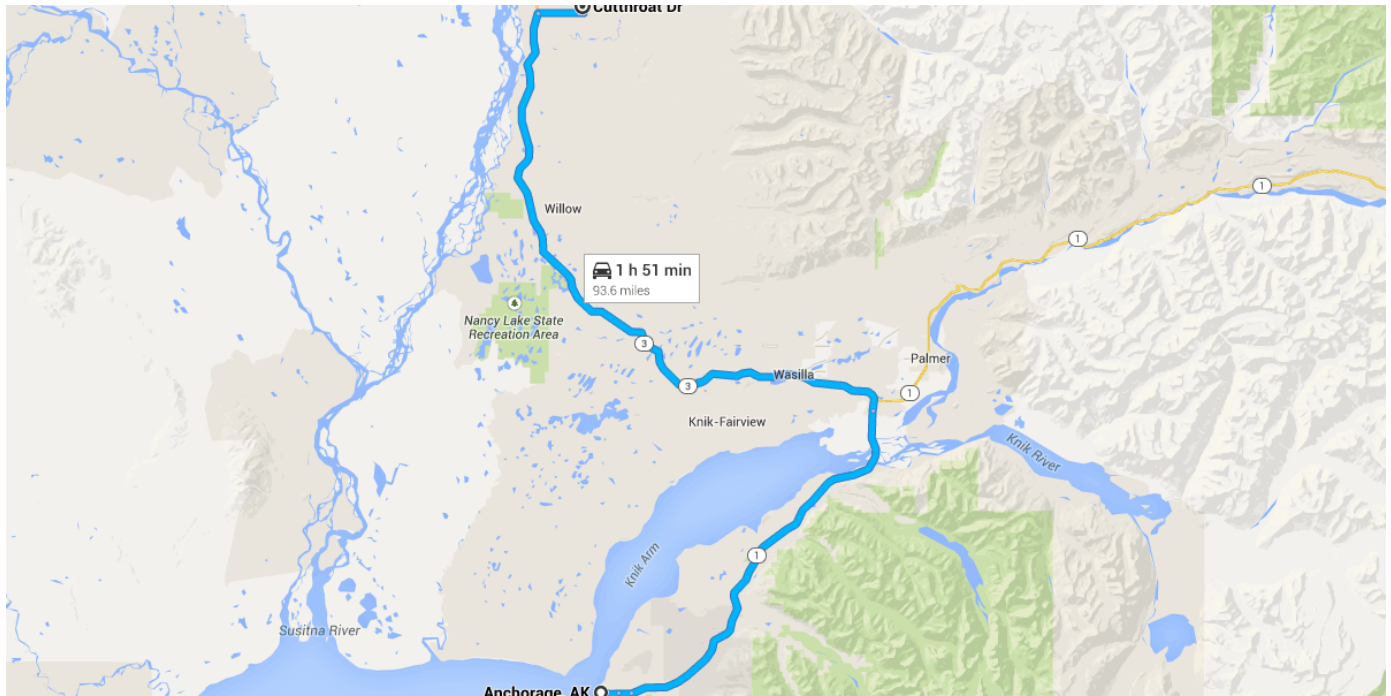 Cutthroat Dr
1
1
Willow
1 h 51 min
93.6 miles
Nancy Lake State
Recreation Area
3
Palmer
3
Wasilla
1
Knik-Fairview
Knik River
Knik Arm
1
Susitna River
Anchorage, AK